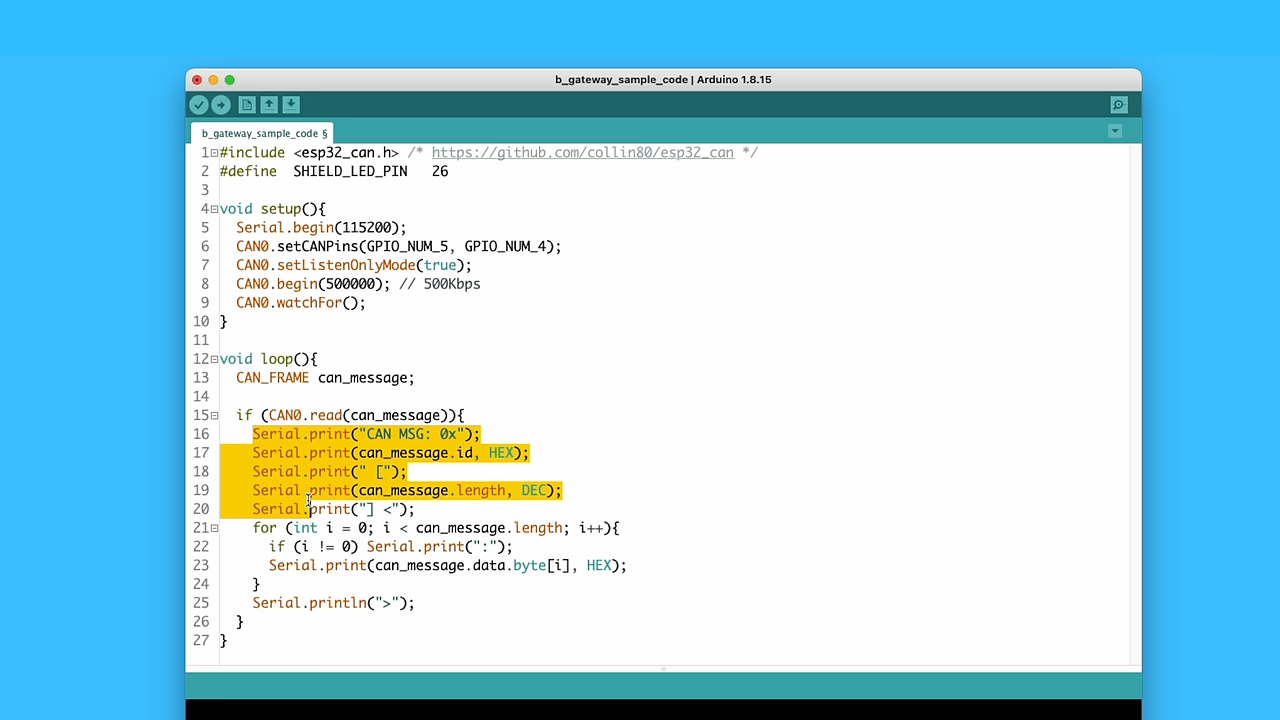 b_gateway_sample_code | Arduino 1.8.15
b_gateway_sample_code §
1 #include <esp32_can.h> /* https://github.com/collin80/esp32_can */
2 #define  SHIELD_LED_PIN   26
3
4 void setup(){
5   Serial.begin(115200);
6   CAN0.setCANPins(GPIO_NUM_5, GPIO_NUM_4);
7   CAN0.setListenOnlyMode(true);
8   CAN0.begin(500000); // 500Kbps
9   CAN0.watchFor();
10 }
11
12 void loop(){
13   CAN_FRAME can_message;
14
15   if (CAN0.read(can_message)){
16     Serial.print("CAN MSG: 0x");
17     Serial.print(can_message.id, HEX);
18     Serial.print(" [");
19     Serial.print(can_message.length, DEC);
20     Serial.print("] <");
21     for (int i = 0; i < can_message.length; i++){
22       if (i != 0) Serial.print(":");
23       Serial.print(can_message.data.byte[i], HEX);
24     }
25     Serial.println(">");
26   }
27 }